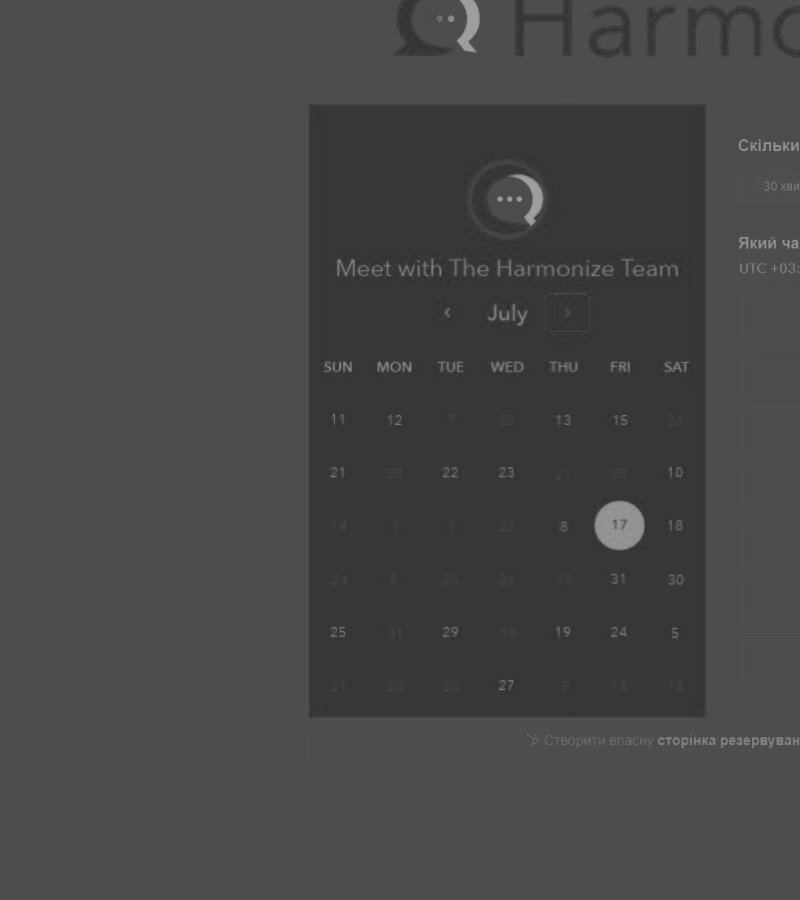 Harmo
Скільки
30 хви
Meet with The Harmonize Team
Який ча
UTC +03:
July
SUN MON TUE WED THU FRI SAT
11 12 9 28 13 15 26
21 28 22 23 21 28 10
14 1 1 22 8 17 18
24 5 25 26 10 31 30
25 31 29 10 19 24 5
21 20 20 27 3 18 18
Створити власну сторінка резервуван